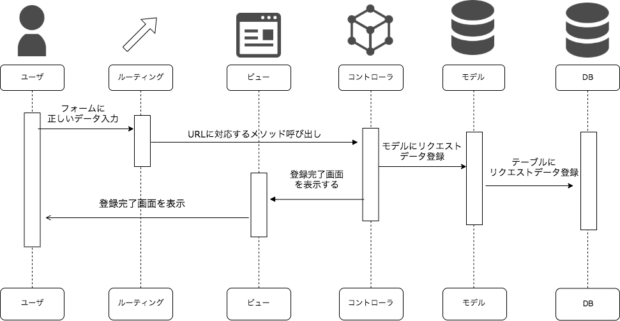 ユーザ
ルーティング
ビュー
コントローラ
モデル
DB
フォームに
正しいデータ入力
URLに対応するメソッド呼び出し
モデルにリクエスト
データ登録
テーブルに
リクエストデータ登録
登録完了画面
を表示する
登録完了画面を表示
ユーザ
ルーティング
ビュー
コントローラ
モデル
DB